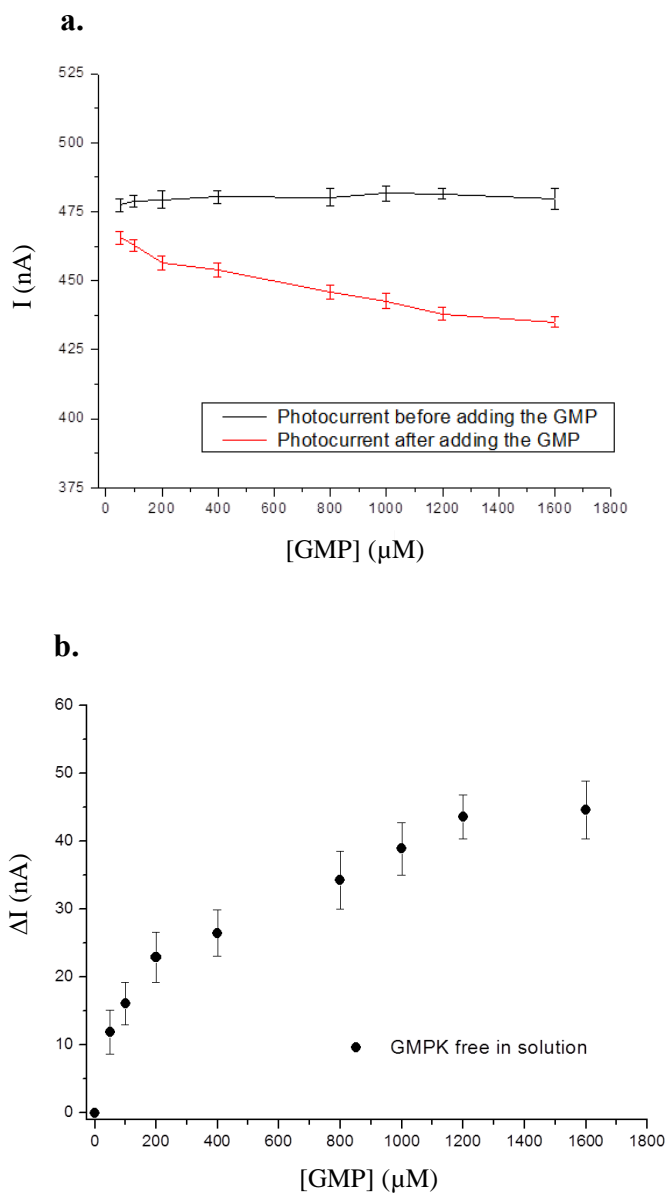 a.
525
500
475
450
425
400
375
I (nA)
Photocurrent before adding the GMP
Photocurrent after adding the GMP
0 200 400 600 800 1000 1200 1400 1600 1800
[GMP] (µM)
b.
60
50
40
30
20
10
0
ΔI (nA)
GMPK free in solution
0 200 400 600 800 1000 1200 1400 1600 1800
[GMP] (µM)